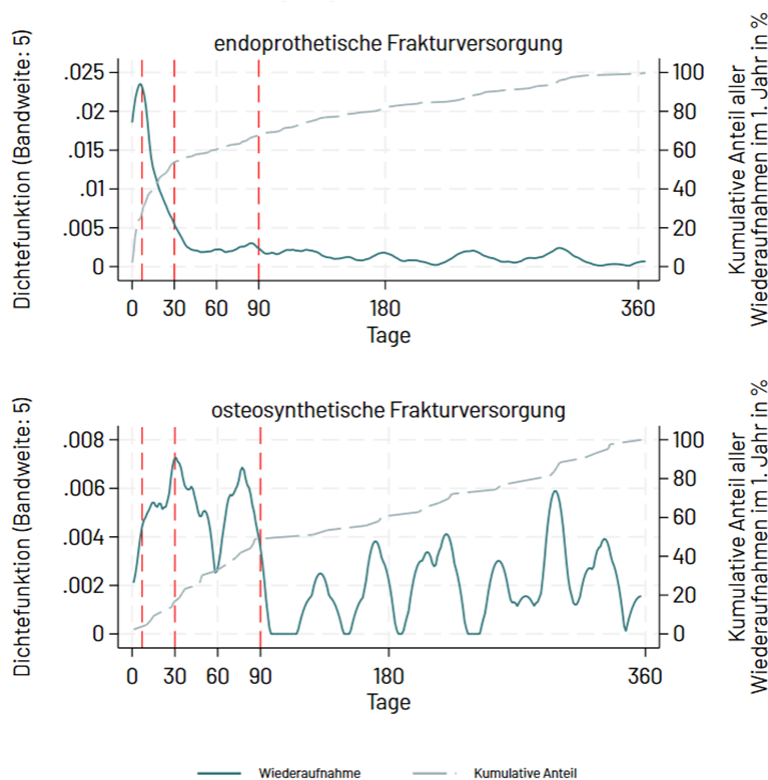 endoprothetische Frakturversorgung
Dichtefunktion (Bandweite: 5)
.025
.02
.015
.01
.005
0
100
80
60
40
20
0
Kumulative Anteil aller
Wiederaufnahmen im 1. Jahr in %
0 30 60 90 180 360
Tage
osteosynthetische Frakturversorgung
Dichtefunktion (Bandweite: 5)
.008
.006
.004
.002
0
100
80
60
40
20
0
Kumulative Anteil aller
Wiederaufnahmen im 1. Jahr in %
0 30 60 90 180 360
Tage
Wiederaufnahme Kumulative Anteil